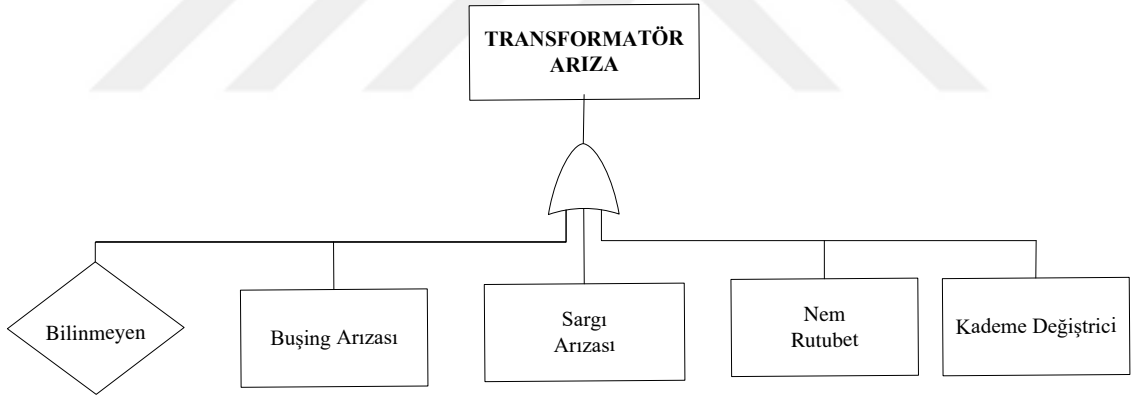 TRANSFORMATÖR
ARIZA
Bilinmeyen
Buşing Arızası
Sargı
Arızası
Nem
Rutubet
Kademe Değiştrici